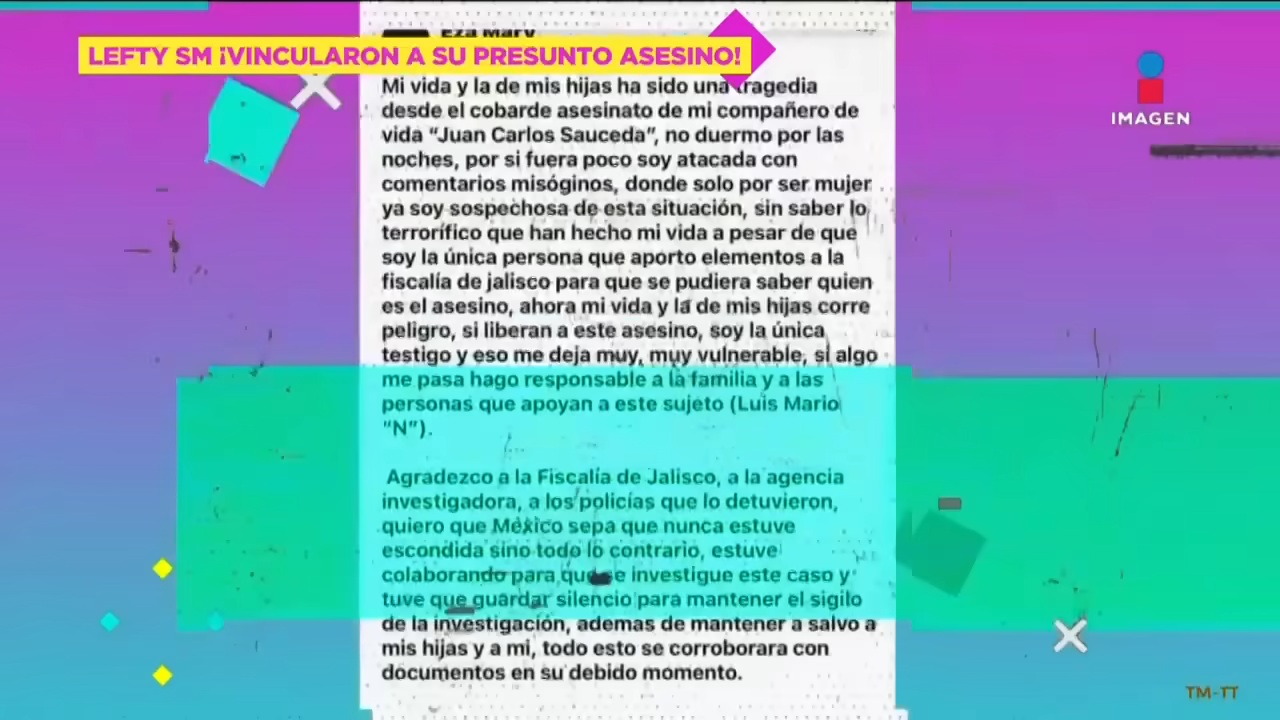 Eza Mary
LEFTY SM ¡VINCULARON A SU PRESUNTO ASESINO!
IMAGEN
Mi vida y la de mis hijas ha sido una tragedia
desde el cobarde asesinato de mi compañero de
vida “Juan Carlos Sauceda”, no duermo por las
noches, por si fuera poco soy atacada con
comentarios misóginos, donde solo por ser mujer
ya soy sospechosa de esta situación, sin saber lo
terrorífico que han hecho mi vida a pesar de que
soy la única persona que aporto elementos a la
fiscalía de jalisco para que se pudiera saber quien
es el asesino, ahora mi vida y la de mis hijas corre
peligro, si liberan a este asesino, soy la única
testigo y eso me deja muy, muy vulnerable, si algo
me pasa hago responsable a la familia y a las
personas que apoyan a este sujeto (Luis Mario
“N”).
Agradezco a la Fiscalía de Jalisco, a la agencia
investigadora, a los policías que lo detuvieron,
quiero que México sepa que nunca estuve
escondida sino todo lo contrario, estuve
colaborando para que se investigue este caso y
tuve que guardar silencio para mantener el sigilo
de la investigación, ademas de mantener a salvo a
mis hijas y a mi, todo esto se corroborara con
documentos en su debido momento.
TM-TT